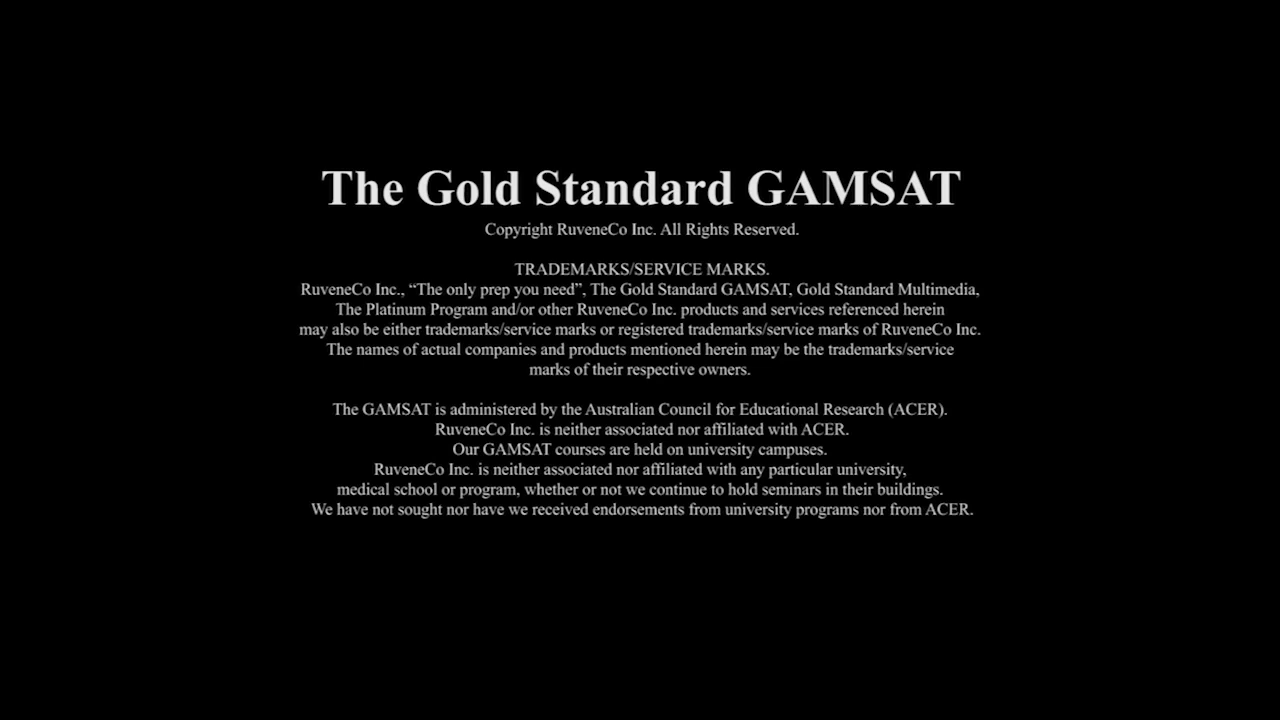 The Gold Standard GAMSAT
Copyright RuveneCo Inc. All Rights Reserved.
TRADEMARKS/SERVICE MARKS.
RuveneCo Inc., “The only prep you need”, The Gold Standard GAMSAT, Gold Standard Multimedia,
The Platinum Program and/or other RuveneCo Inc. products and services referenced herein
may also be either trademarks/service marks or registered trademarks/service marks of RuveneCo Inc.
The names of actual companies and products mentioned herein may be the trademarks/service
marks of their respective owners.
The GAMSAT is administered by the Australian Council for Educational Research (ACER).
RuveneCo Inc. is neither associated nor affiliated with ACER.
Our GAMSAT courses are held on university campuses.
RuveneCo Inc. is neither associated nor affiliated with any particular university,
medical school or program, whether or not we continue to hold seminars in their buildings.
We have not sought nor have we received endorsements from university programs nor from ACER.